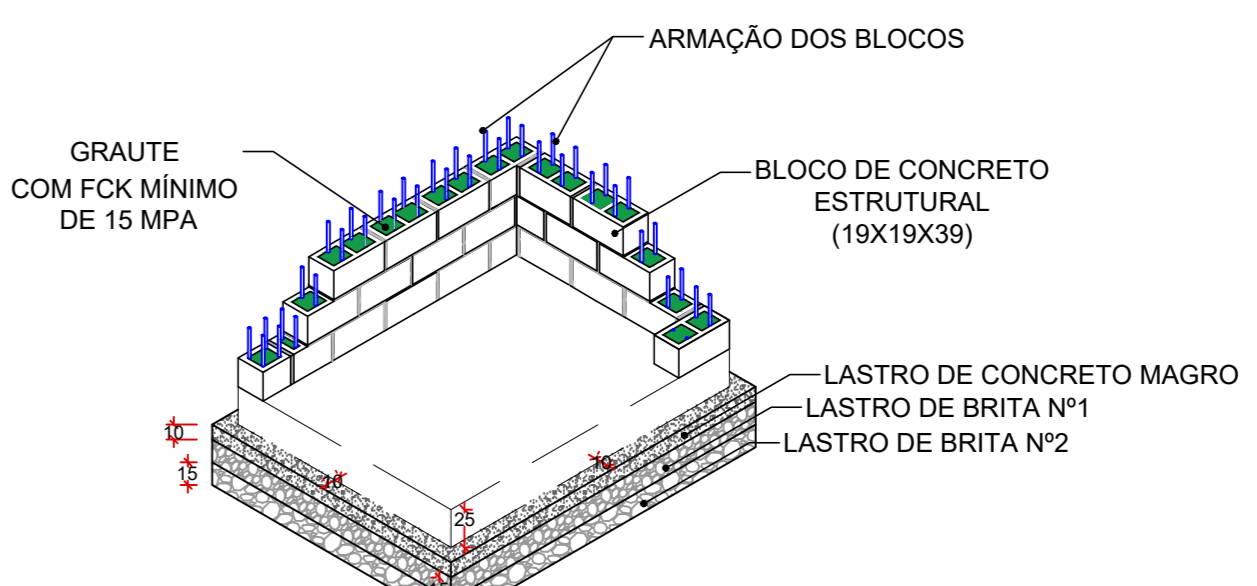 ARMAÇÃO DOS BLOCOS
GRAUTE
COM FCK MÍNIMO
DE 15 MPA
BLOCO DE CONCRETO
ESTRUTURAL
(19X19X39)
LASTRO DE CONCRETO MAGRO
LASTRO DE BRITA Nº1
LASTRO DE BRITA Nº2
10
15
10
10
25